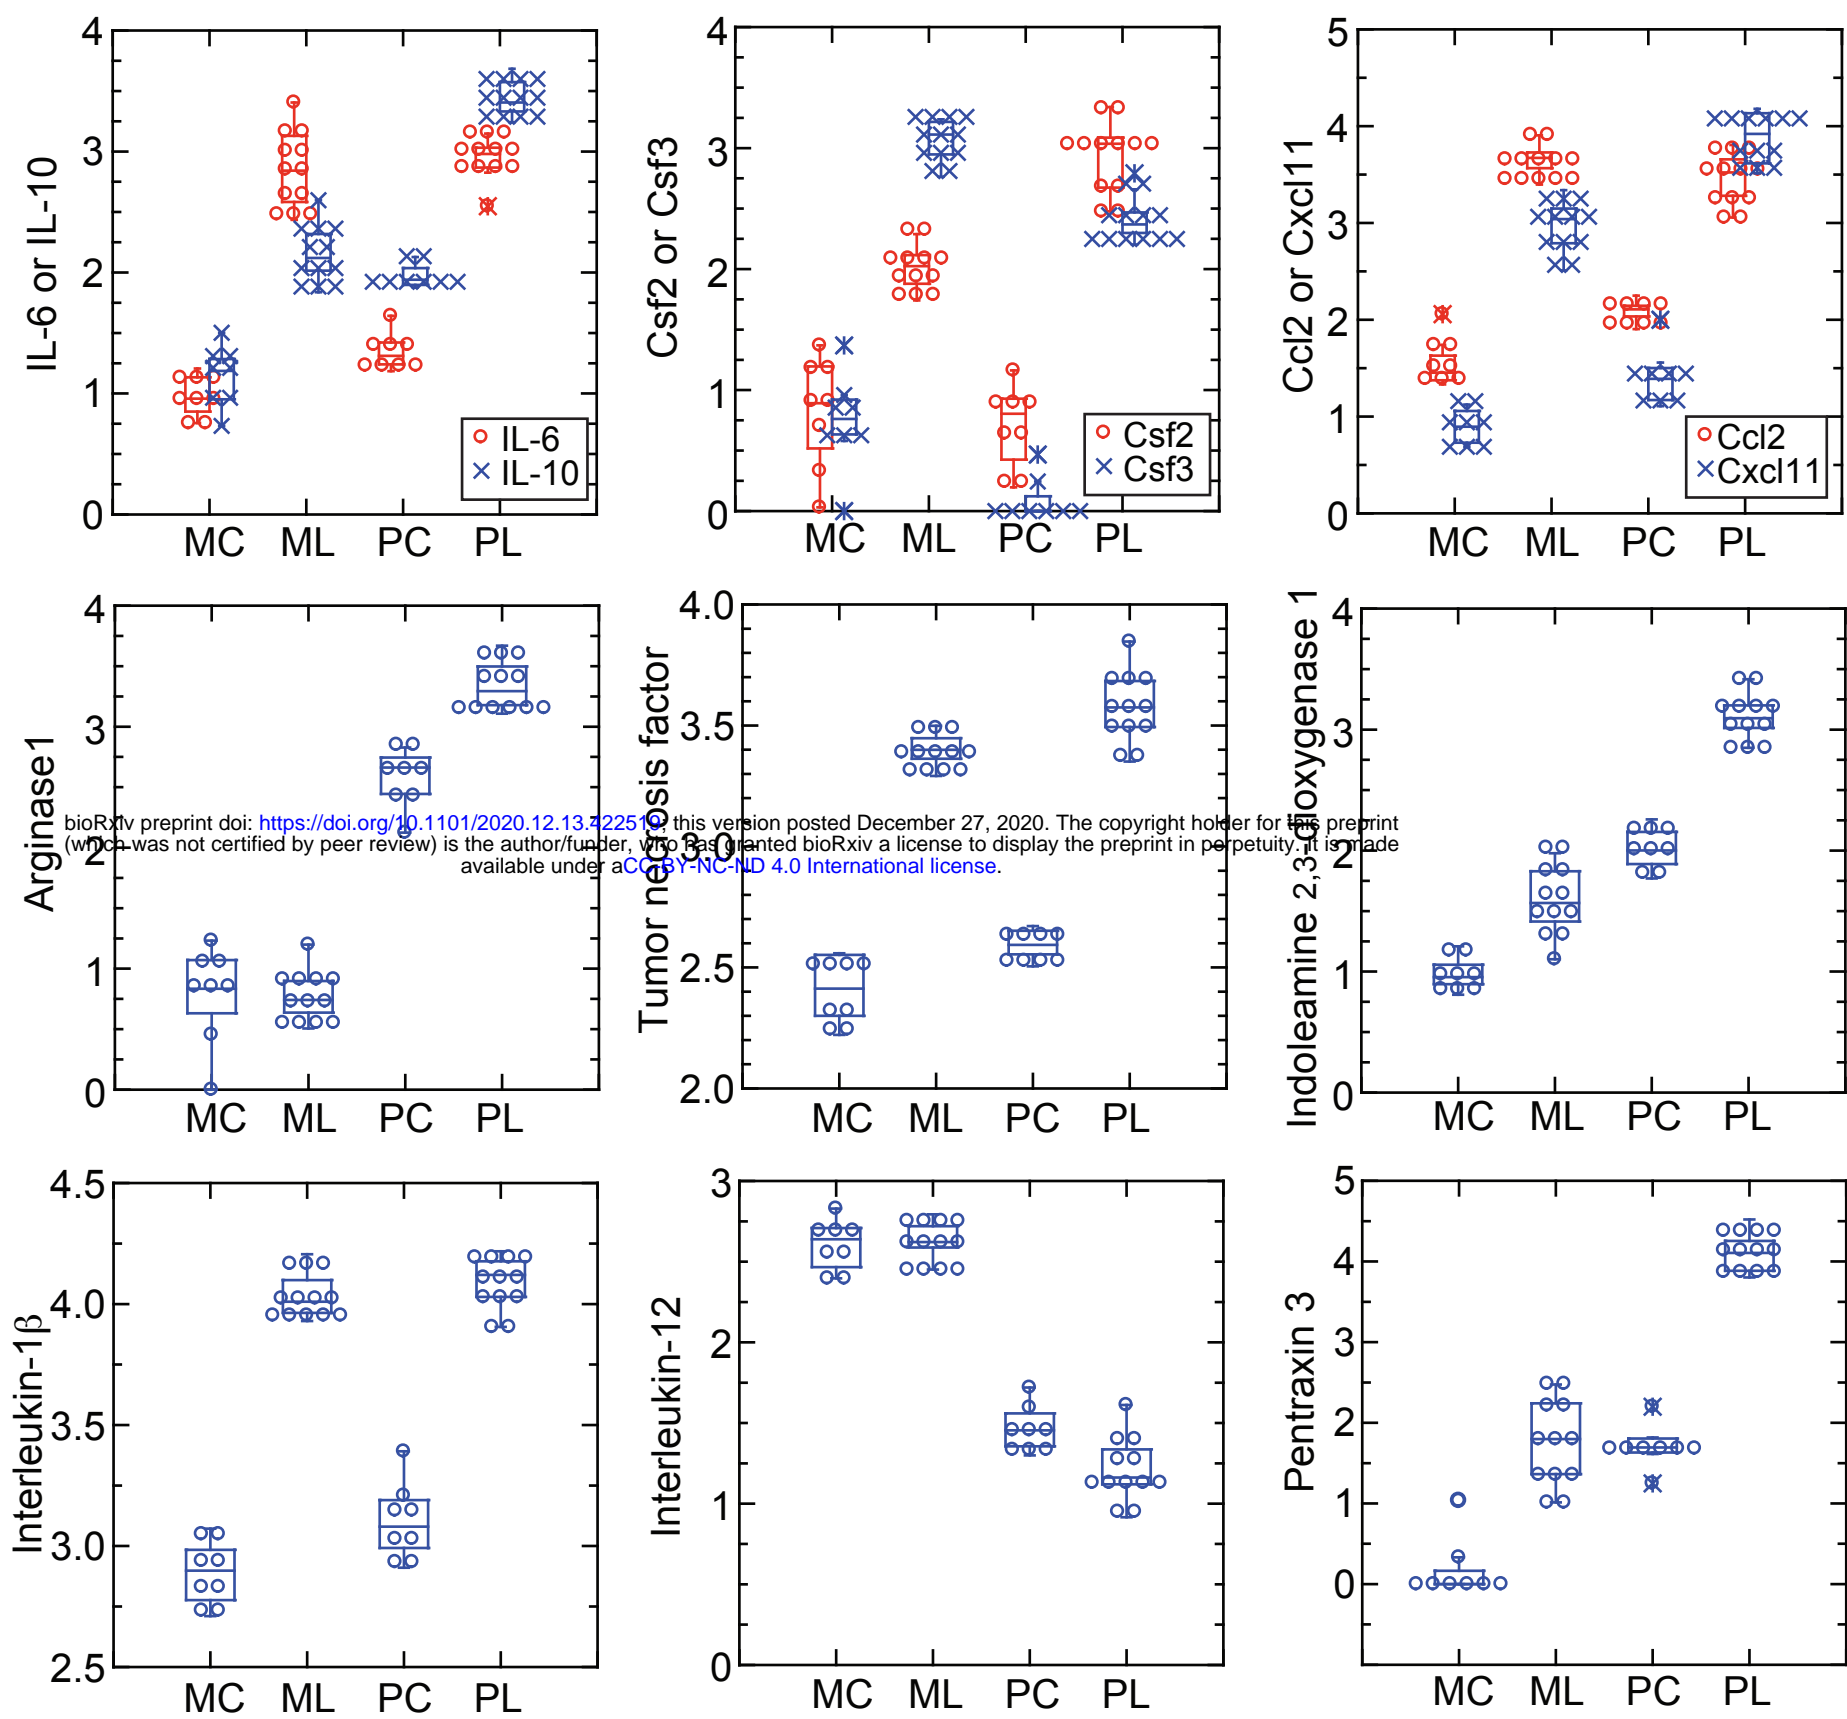 IL-6 or IL-10
4
3
2
1
0
MC ML PC PL
IL-6
IL-10
Csf2 or Csf3
4
3
2
1
0
MC ML PC PL
Csf2
Csf3
Ccl2 or Cxcl11
5
4
3
2
1
0
MC ML PC PL
Ccl2
Cxcl11
Arginase1
4
3
2
1
0
MC ML PC PL
Tumor necrosis factor
4.0
3.5
3.0
2.5
2.0
MC ML PC PL
Indoleamine 2,3-dioxygenase 1
4
3
2
1
0
MC ML PC PL
bioRxiv preprint doi: https://doi.org/10.1101/2020.12.13.422519; this version posted December 27, 2020. The copyright holder for this preprint
(which was not certified by peer review) is the author/funder, who has granted bioRxiv a license to display the preprint in perpetuity. It is made
available under aCC-BY-NC-ND 4.0 International license.
Interleukin-1β
4.5
4.0
3.5
3.0
2.5
MC ML PC PL
Interleukin-12
3
2
1
0
MC ML PC PL
Pentraxin 3
5
4
3
2
1
0
MC ML PC PL